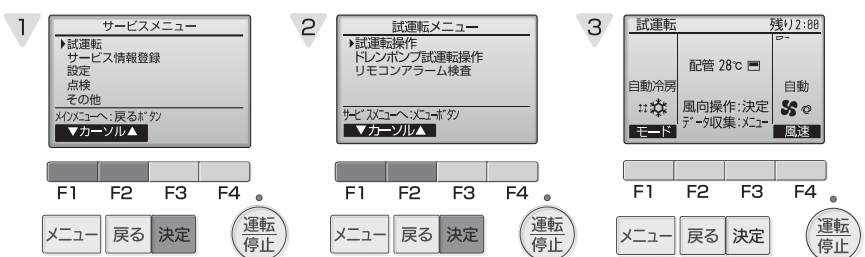 1
サービスメニュー
▶試運転
サービス情報登録
設定
点検
その他
メインメニューへ:戻るボタン
▼カーソル▲
F1 F2 F3 F4
メニュー 戻る 決定 運転/停止
2
試運転メニュー
▶試運転操作
ドレンポンプ試運転操作
リモコンアラーム検査
サービスメニューへ:メニューボタン
▼カーソル▲
F1 F2 F3 F4
メニュー 戻る 決定 運転/停止
3
試運転 残り2:00
配管 28℃
自動冷房 自動
風向操作:決定
データ収集:メニュー
モード 風速
F1 F2 F3 F4
メニュー 戻る 決定 運転/停止